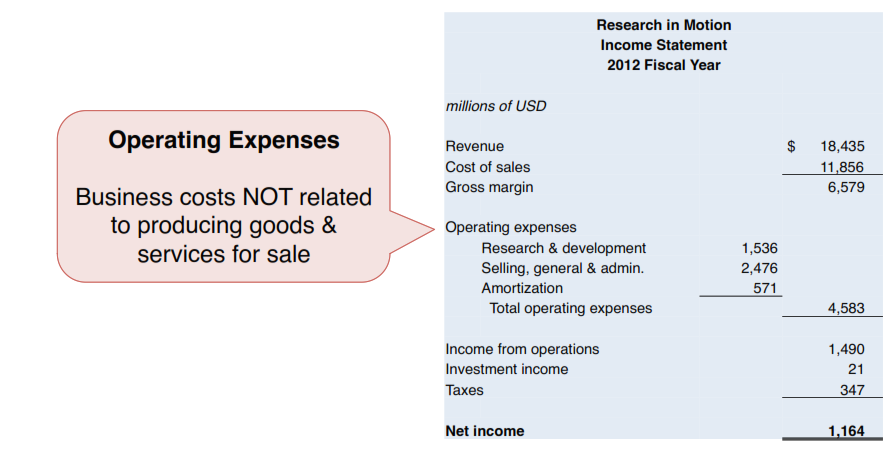 Operating Expenses
Business costs NOT related
to producing goods &
services for sale
Research in Motion
Income Statement
2012 Fiscal Year
millions of USD
Revenue $ 18,435
Cost of sales 11,856
Gross margin 6,579
Operating expenses
Research & development 1,536
Selling, general & admin. 2,476
Amortization 571
Total operating expenses 4,583
Income from operations 1,490
Investment income 21
Taxes 347
Net income 1,164